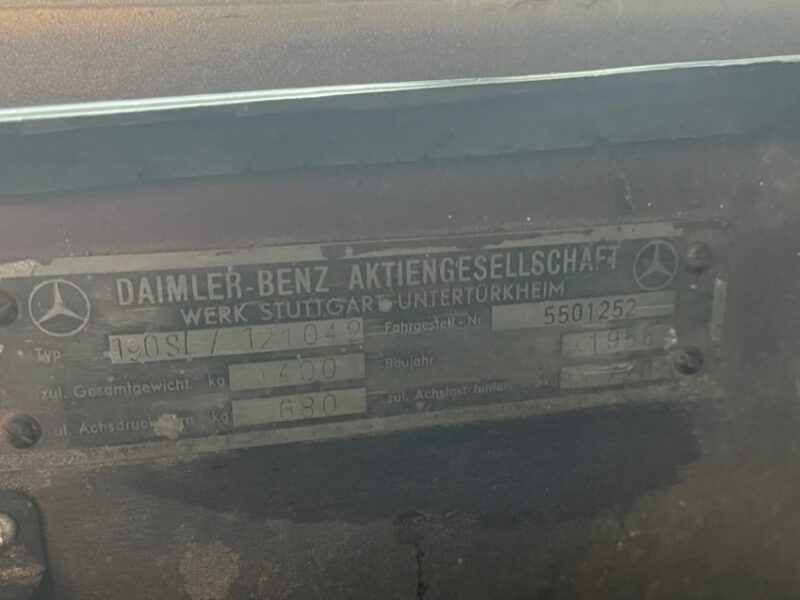 DAIMLER-BENZ AKTIENGESELLSCHAFT
WERK STUTTGART-UNTERTÜRKHEIM
Typ 190SL / 121042 Fahrgestell-Nr. 5501252
zul. Gesamtgewicht. kg 1400 Baujahr 1956
zul. Achsdruck kg 680 zul. Achslast hinten kg